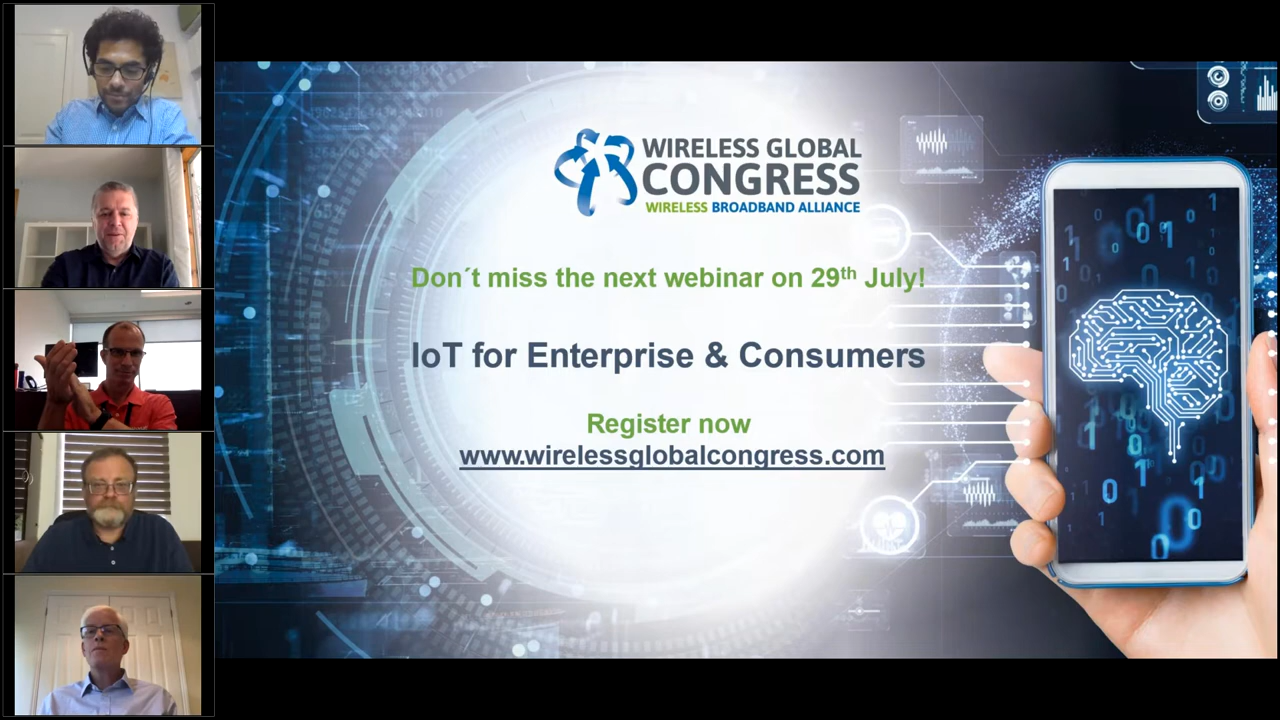 WIRELESS GLOBAL
CONGRESS
WIRELESS BROADBAND ALLIANCE
Don´t miss the next webinar on 29th July!
IoT for Enterprise & Consumers
Register now
www.wirelessglobalcongress.com